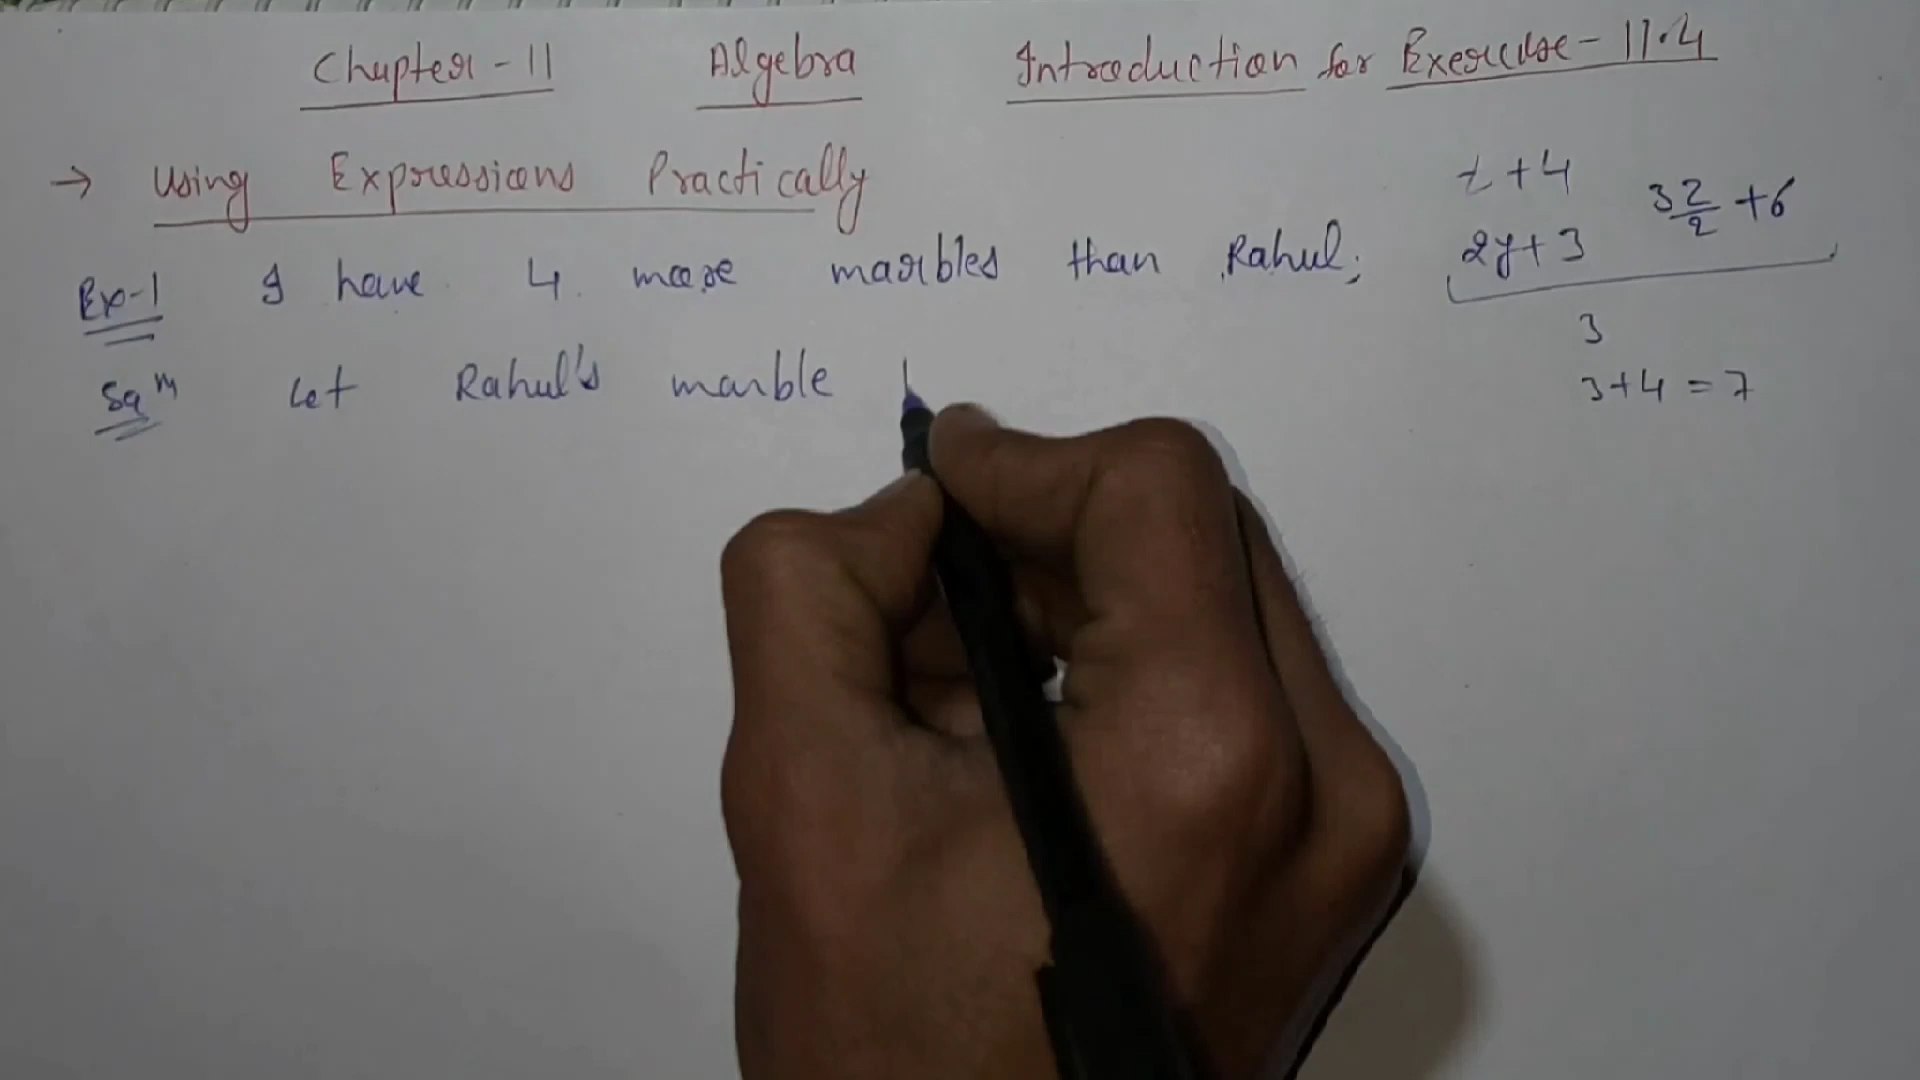 Chapter - 11 Algebra Introduction for Exercise - 11.4
→ Using Expressions Practically
Ex-1 I have 4 more marbles than Rahul;
Let Rahul's marble
z + 4
2y + 3
3z/2 + 6
3
3 + 4 = 7